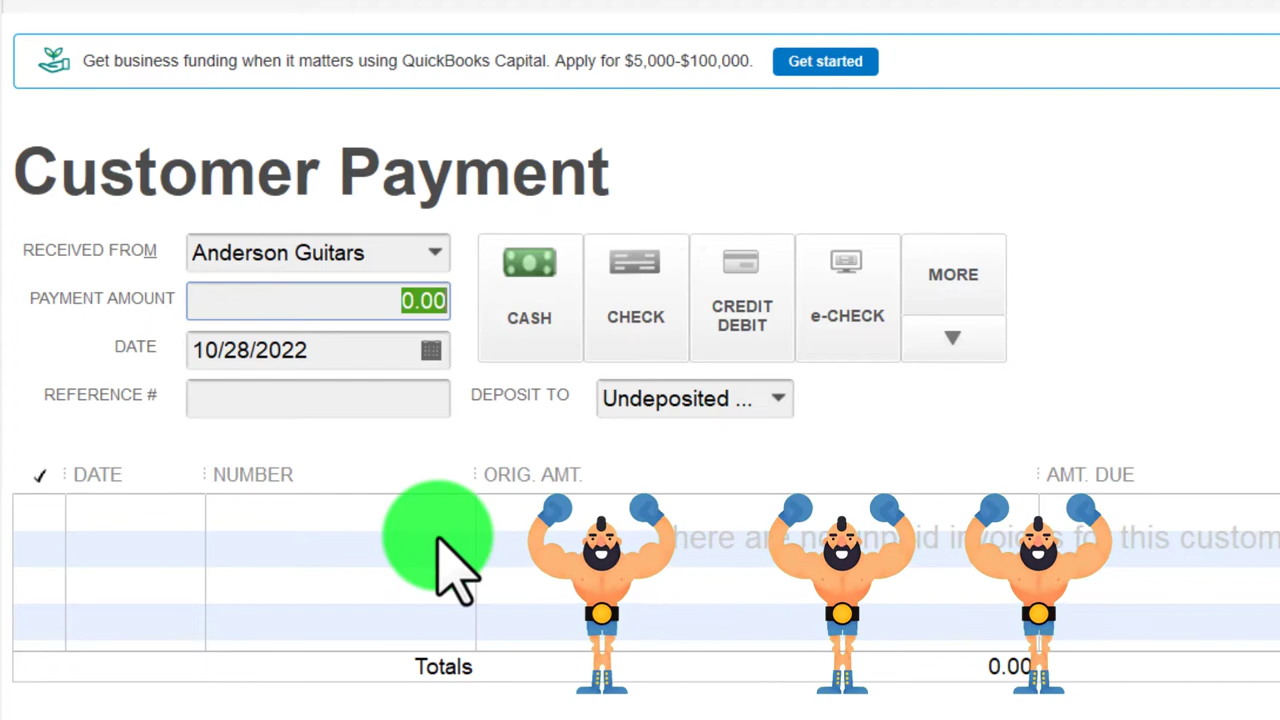 Get business funding when it matters using QuickBooks Capital. Apply for $5,000-$100,000. Get started
Customer Payment
RECEIVED FROM Anderson Guitars
PAYMENT AMOUNT 0.00
DATE 10/28/2022
REFERENCE #
CASH CHECK CREDIT DEBIT e-CHECK MORE
DEPOSIT TO Undeposited ...
DATE NUMBER ORIG. AMT. AMT. DUE
for this
Totals 0.00